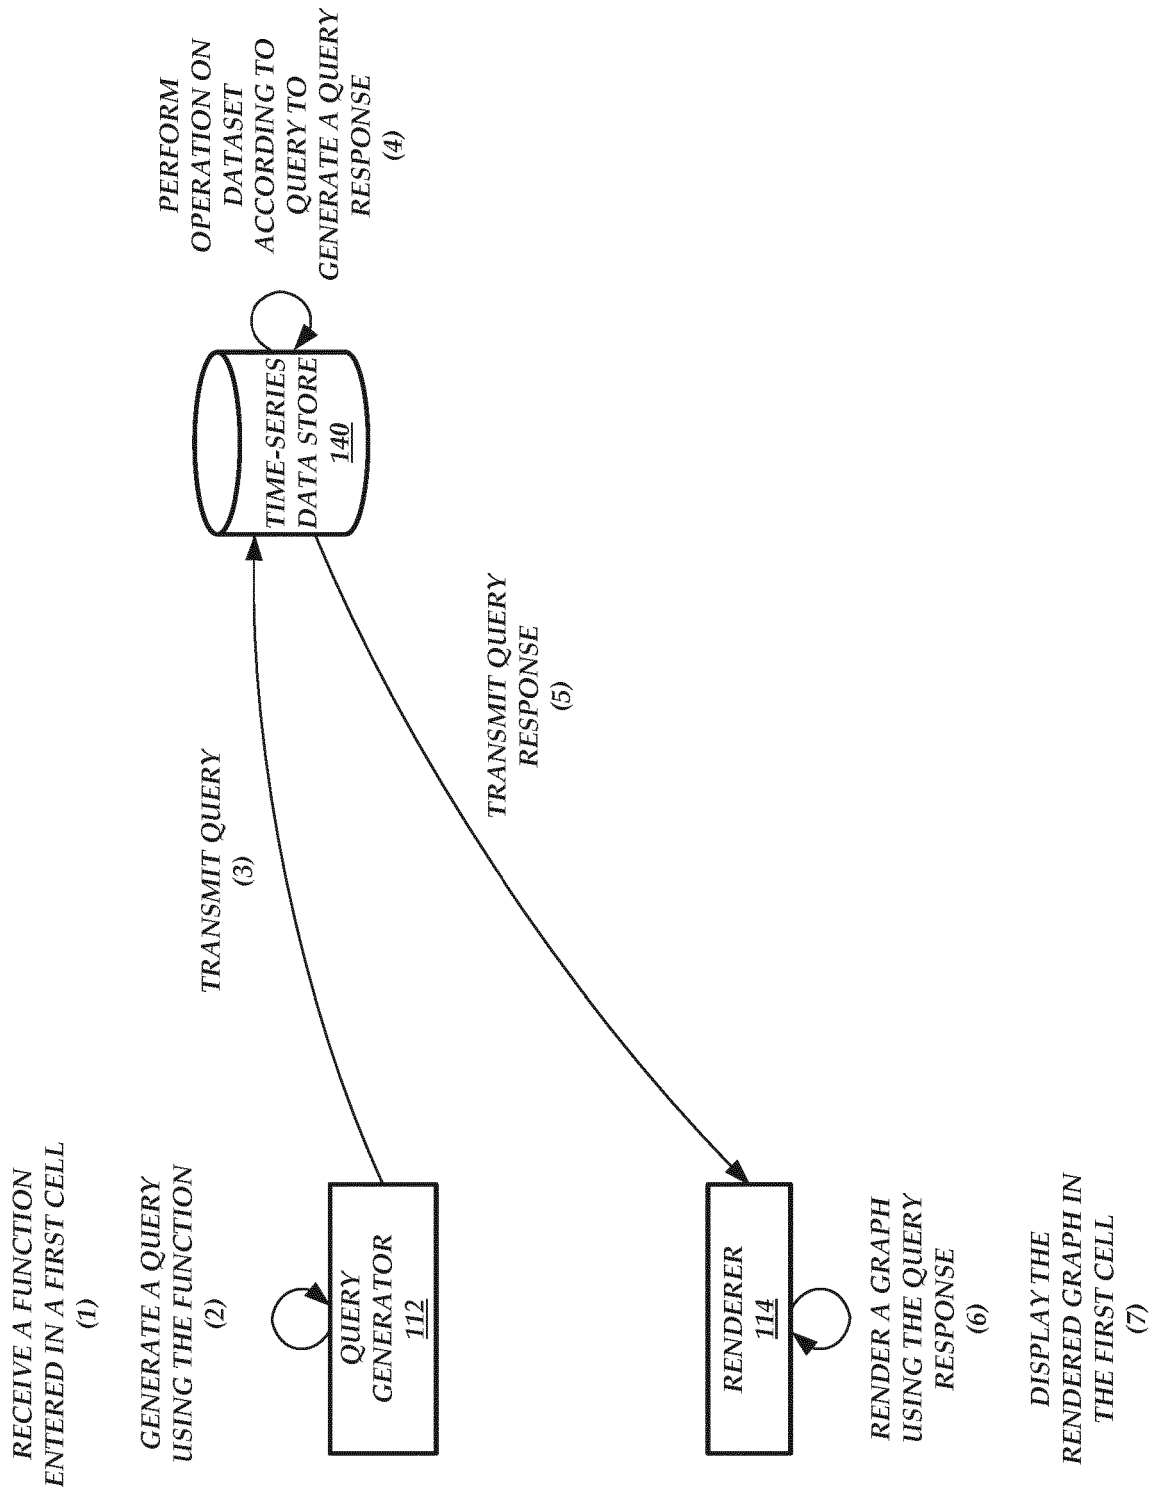 RECEIVE A FUNCTION
ENTERED IN A FIRST CELL
(1)
GENERATE A QUERY
USING THE FUNCTION
(2)
QUERY
GENERATOR
112
TRANSMIT QUERY
(3)
TIME-SERIES
DATA STORE
140
PERFORM
OPERATION ON
DATASET
ACCORDING TO
QUERY TO
GENERATE A QUERY
RESPONSE
(4)
TRANSMIT QUERY
RESPONSE
(5)
RENDERER
114
RENDER A GRAPH
USING THE QUERY
RESPONSE
(6)
DISPLAY THE
RENDERED GRAPH IN
THE FIRST CELL
(7)